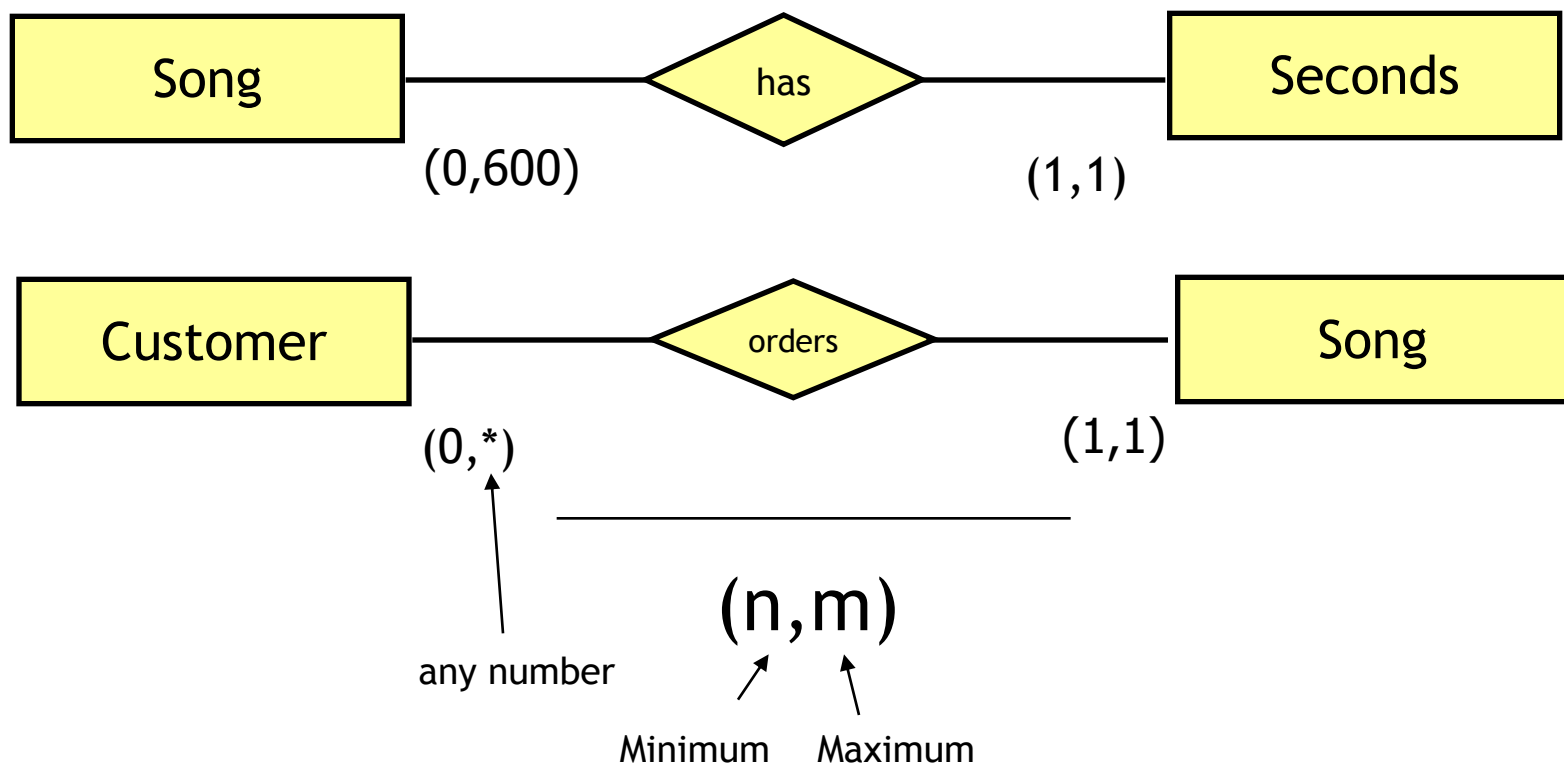 Song
has
Seconds
(0,600)
(1,1)
Customer
orders
Song
(0,*)
(1,1)
any number
(n,m)
Minimum
Maximum